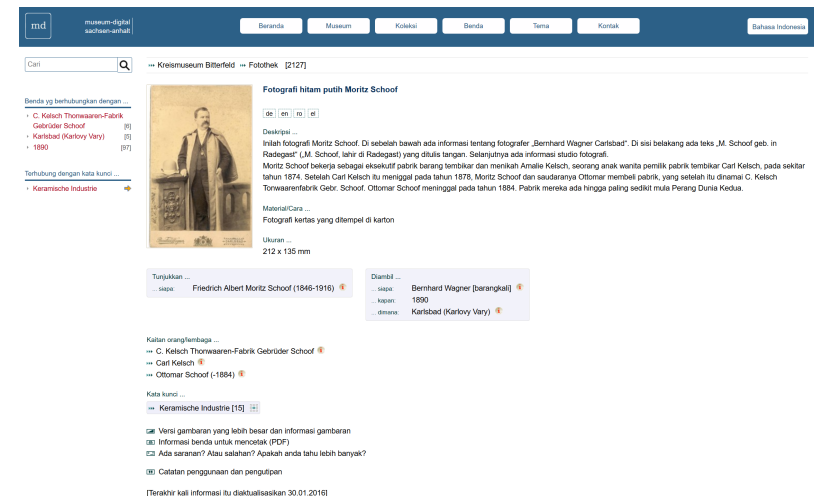 md
museum-digital
sachsen-anhalt
Beranda
Museum
Koleksi
Benda
Tema
Kontak
Bahasa Indonesia
Cari
Kreismuseum Bitterfeld
Fotothek [2127]
Benda yg berhubungkan dengan ...
C. Kelsch Thonwaaren-Fabrik
Gebrüder Schoof [6]
Karlsbad (Karlovy Vary) [5]
1890 [97]
Terhubung dengan kata kunci ...
Keramische Industrie
Fotografi hitam putih Moritz Schoof
de en ro el
Deskripsi ...
Inilah fotografi Moritz Schoof. Di sebelah bawah ada informasi tentang fotografer „Bernhard Wagner Carlsbad". Di sisi belakang ada teks „M. Schoof geb. in
Radegast" („M. Schoof, lahir di Radegast) yang ditulis tangan. Selanjutnya ada informasi studio fotografi.
Moritz Schoof bekerja sebagai eksekutif pabrik barang tembikar dan menikah Amalie Kelsch, seorang anak wanita pemilik pabrik tembikar Carl Kelsch, pada sekitar
tahun 1874. Setelah Carl Kelsch itu meniggal pada tahun 1878, Moritz Schoof dan saudaranya Ottomar membeli pabrik, yang setelah itu dinamai C. Kelsch
Tonwaarenfabrik Gebr. Schoof. Ottomar Schoof meninggal pada tahun 1884. Pabrik mereka ada hingga paling sedikit mula Perang Dunia Kedua.
Material/Cara ...
Fotografi kertas yang ditempel di karton
Ukuran ...
212 x 135 mm
Tunjukkan ...
... siapa: Friedrich Albert Moritz Schoof (1846-1916)
Diambil ...
... siapa: Bernhard Wagner [barangkali]
... kapan: 1890
... dimana: Karlsbad (Karlovy Vary)
Kaitan orang/lembaga ...
C. Kelsch Thonwaaren-Fabrik Gebrüder Schoof
Carl Kelsch
Ottomar Schoof (-1884)
Kata kunci ...
Keramische Industrie [15]
Versi gambaran yang lebih besar dan informasi gambaran
Informasi benda untuk mencetak (PDF)
Ada saranan? Atau salahan? Apakah anda tahu lebih banyak?
Catatan penggunaan dan pengutipan
[Terakhir kali informasi itu diaktualisasikan 30.01.2016]